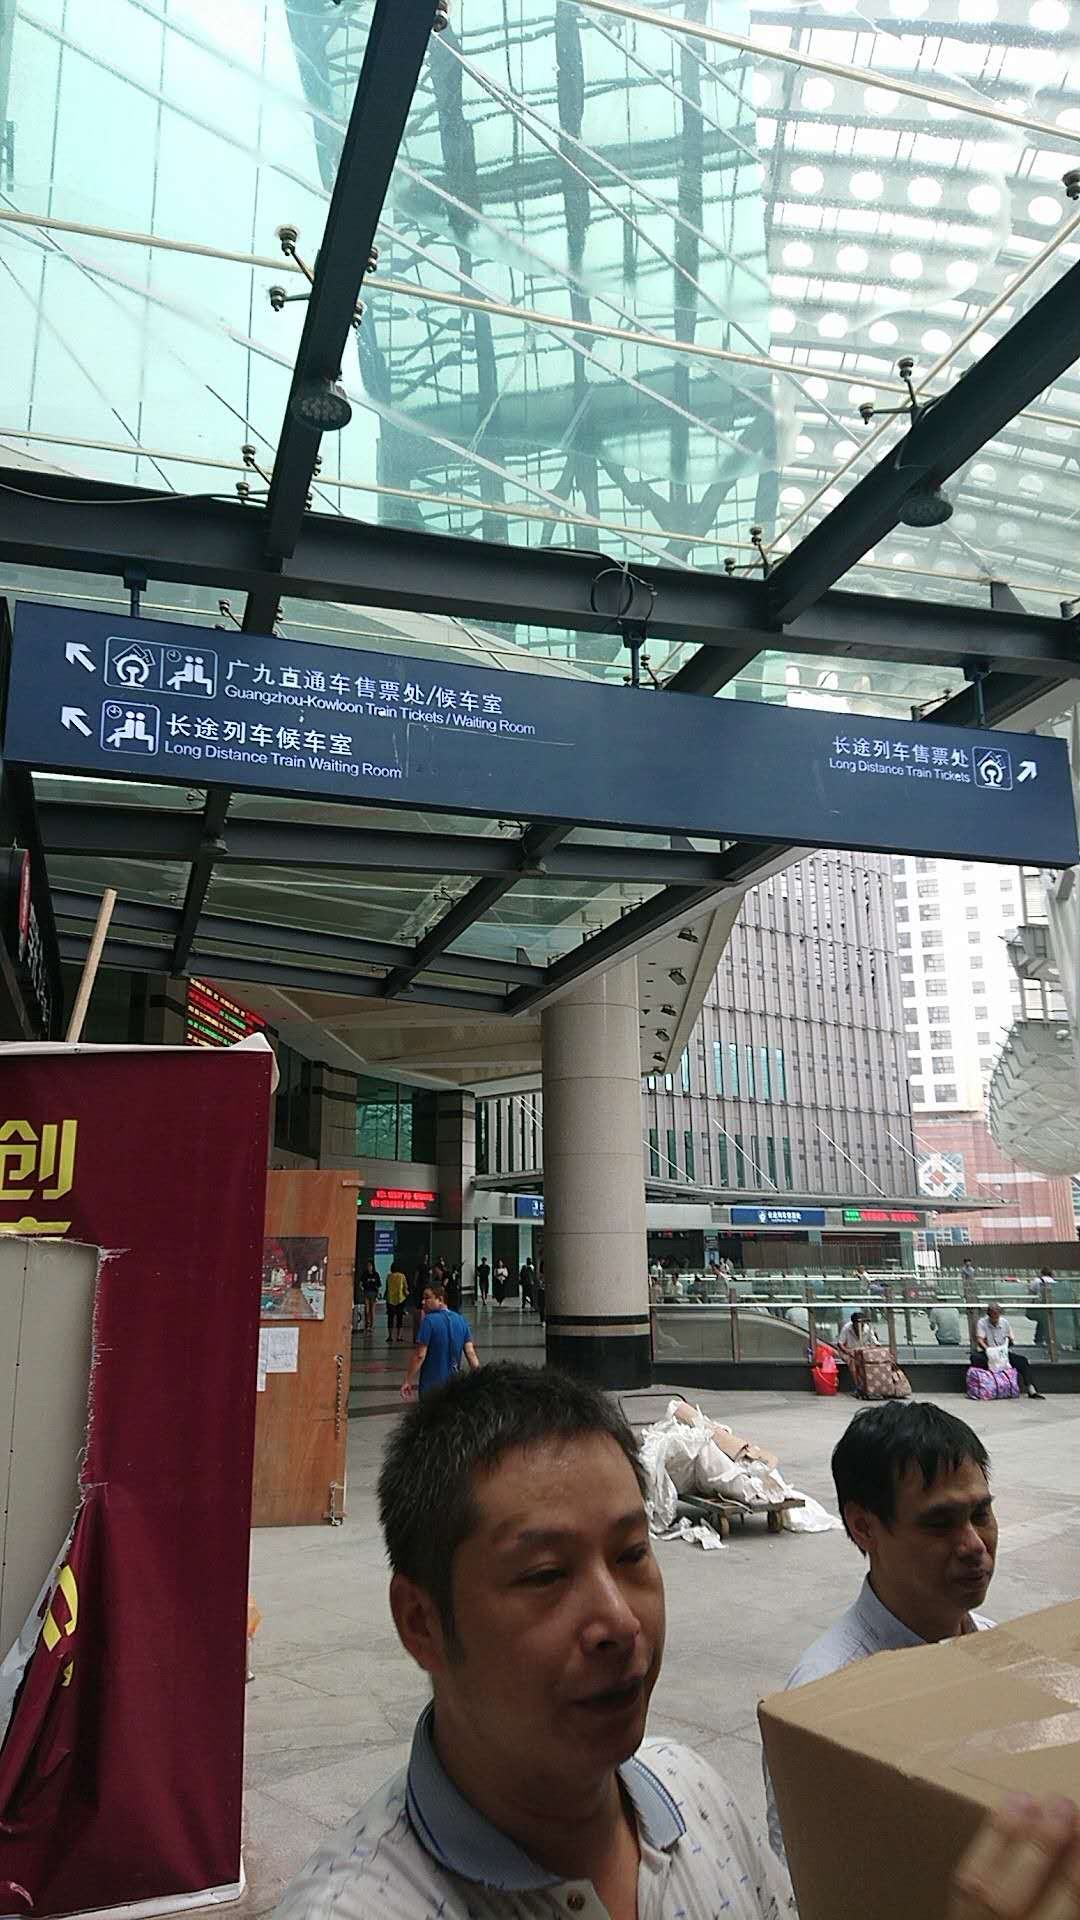 广九直通车售票处/候车室
Guangzhou-Kowloon Train Tickets / Waiting Room
长途列车候车室
Long Distance Train Waiting Room
长途列车售票处
Long Distance Train Tickets
创